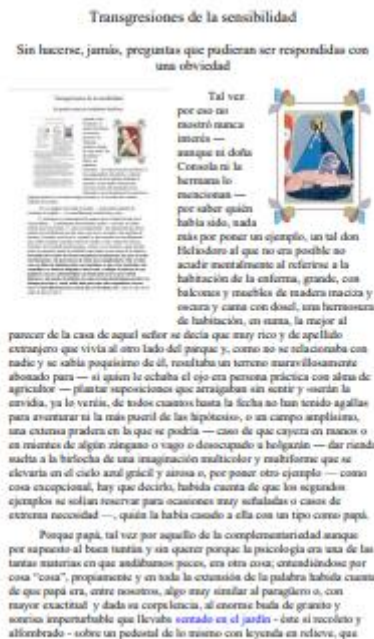 Transgresiones de la sensibilidad
Sin hacerse, jamás, preguntas que pudieran ser respondidas con
una obviedad
Tal vez
por eso no
mostró nunca
interés —
aunque ni doña
Consola ni la
hermana lo
mencionan —
por saber quién
había sido, nada
más por poner un ejemplo, un tal don
Heliodoro al que no era posible no
acudir mentalmente al referirse a la
habitación de la enferma, grande, con
balcones y muebles de madera maciza y
oscura y cama con dosel, una hermosura
de habitación, en suma, la mejor al
parecer de la casa de aquel señor se decía que muy rico y de apellido
extranjero que vivía al otro lado del parque y, como no se relacionaba con
nadie y se sabía poquísimo de él, resultaba un terreno maravillosamente
abonado para — si quien le echaba el ojo era persona práctica con alma de
agricultor — plantar suposiciones que arraigaban sin sentir y serán la
envidia, ya lo veréis, de todos cuantos hasta la fecha no han tenido agallas
para aventurar ni la más pueril de las hipótesis, o un campo amplísimo,
una extensa pradera en la que se podría — caso de que cayera en manos o
en mientes de algún zángano o vago o desocupado u holgazán — dar rienda
suelta a la birlocha de una imaginación multicolor y multiforme que se
elevaría en el cielo azul grácil y airosa o, por poner otro ejemplo — como
cosa excepcional, hay que decirlo, habida cuenta de que los segundos
ejemplos se solían reservar para ocasiones muy señaladas o casos de
extrema necesidad —, quién la había casado a ella con un tipo como papá.
Porque papá, tal vez por aquello de la complementariedad aunque
por supuesto al buen tuntún y sin querer porque la psicología era una de las
tantas materias en que andábamos peces, era otra cosa; entendiéndose por
cosa "cosa", propiamente y en toda la extensión de la palabra habida cuenta
de que papá era, entre nosotros, algo muy similar al paragüero o, con
mayor exactitud y dada su corpulencia, al enorme buda de granito y
sonrisa imperturbable que llevaba sentado en el jardín - éste sí recoleto y
alfombrado - sobre un pedestal de lo mismo con leyenda en relieve, que